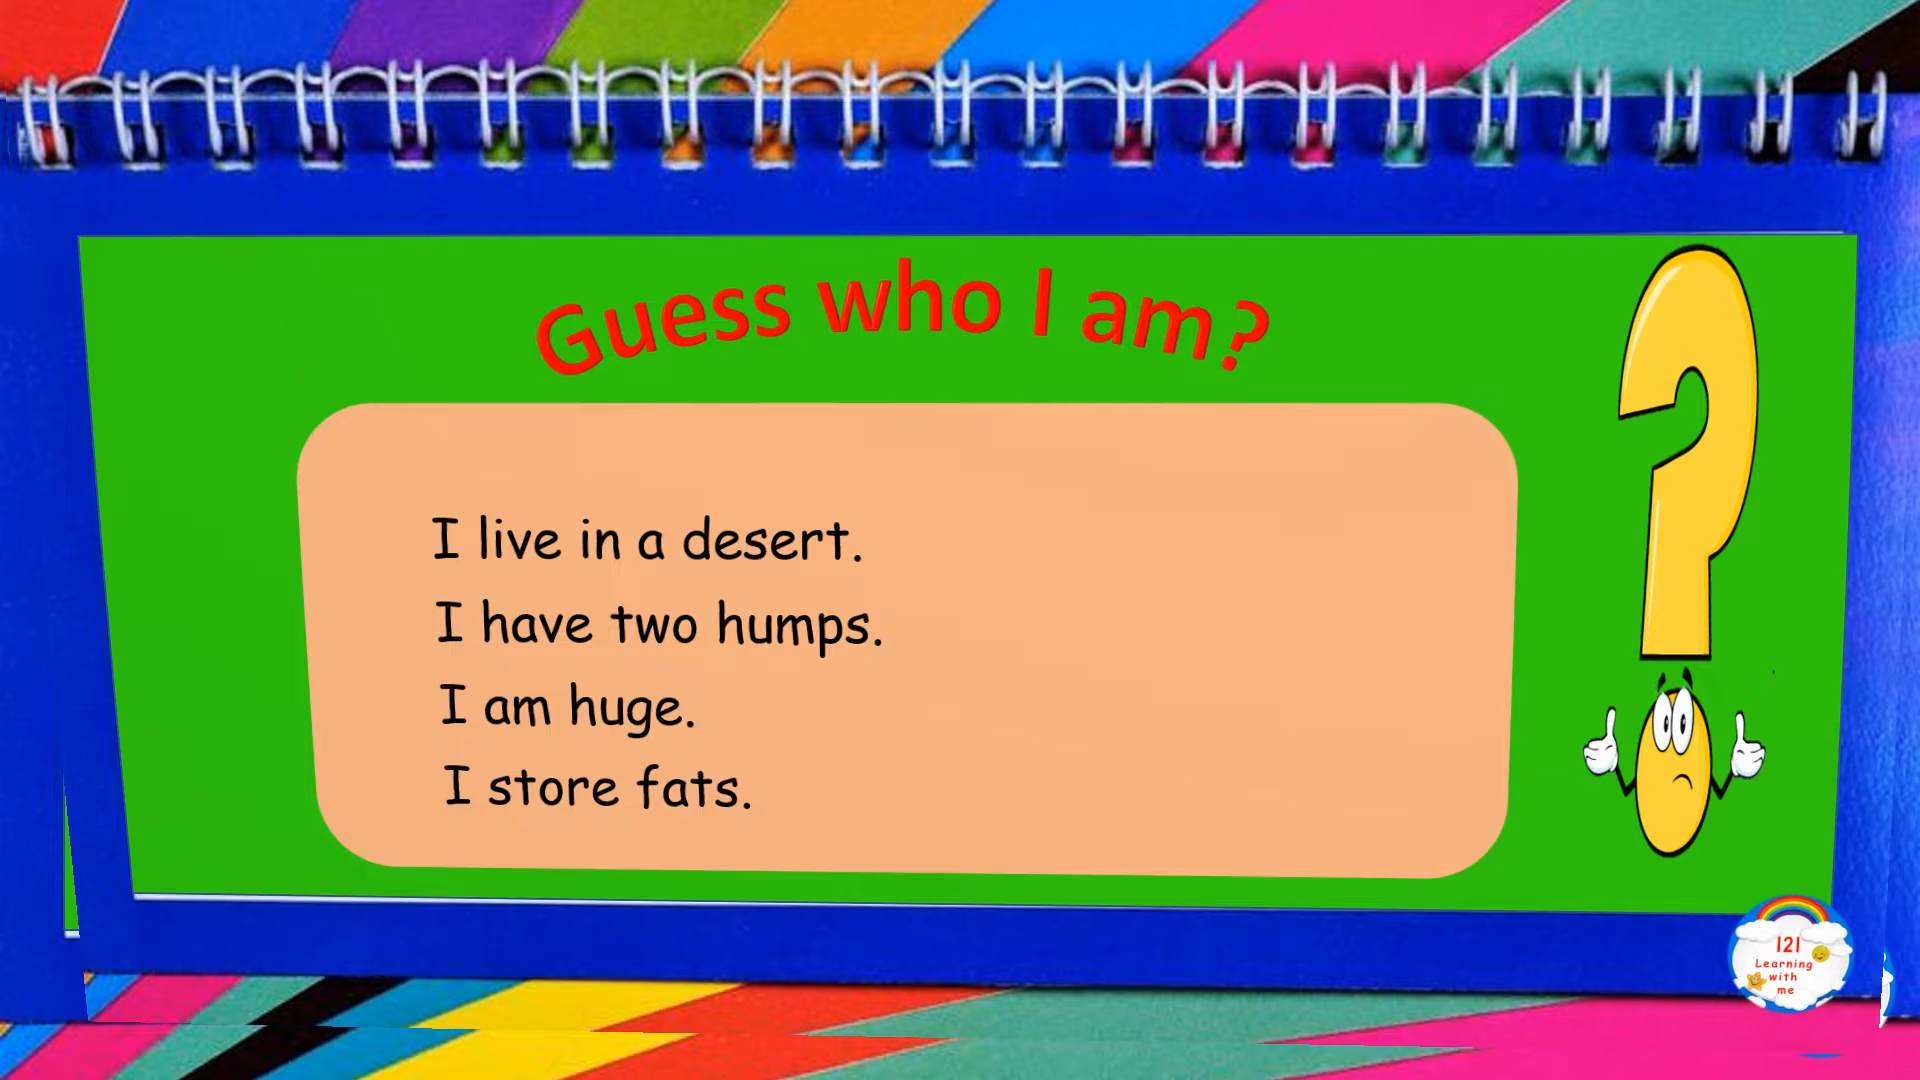 Guess who I am?
I live in a desert.
I have two humps.
I am huge.
I store fats.
121
Learning
with
me